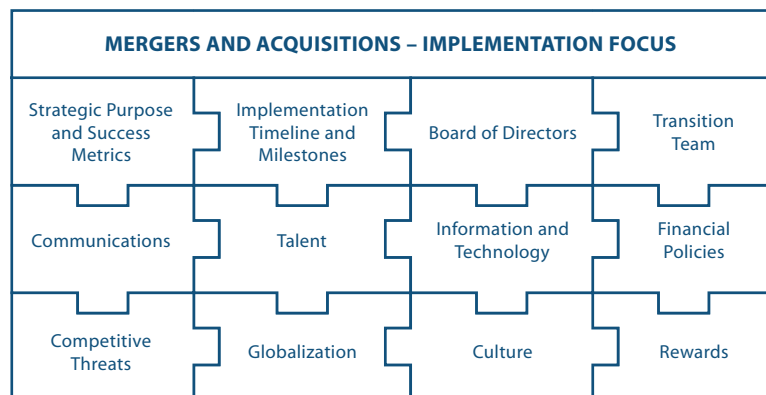 MERGERS AND ACQUISITIONS – IMPLEMENTATION FOCUS
Strategic Purpose
and Success
Metrics
Implementation
Timeline and
Milestones
Board of Directors
Transition
Team
Communications
Talent
Information and
Technology
Financial
Policies
Competitive
Threats
Globalization
Culture
Rewards